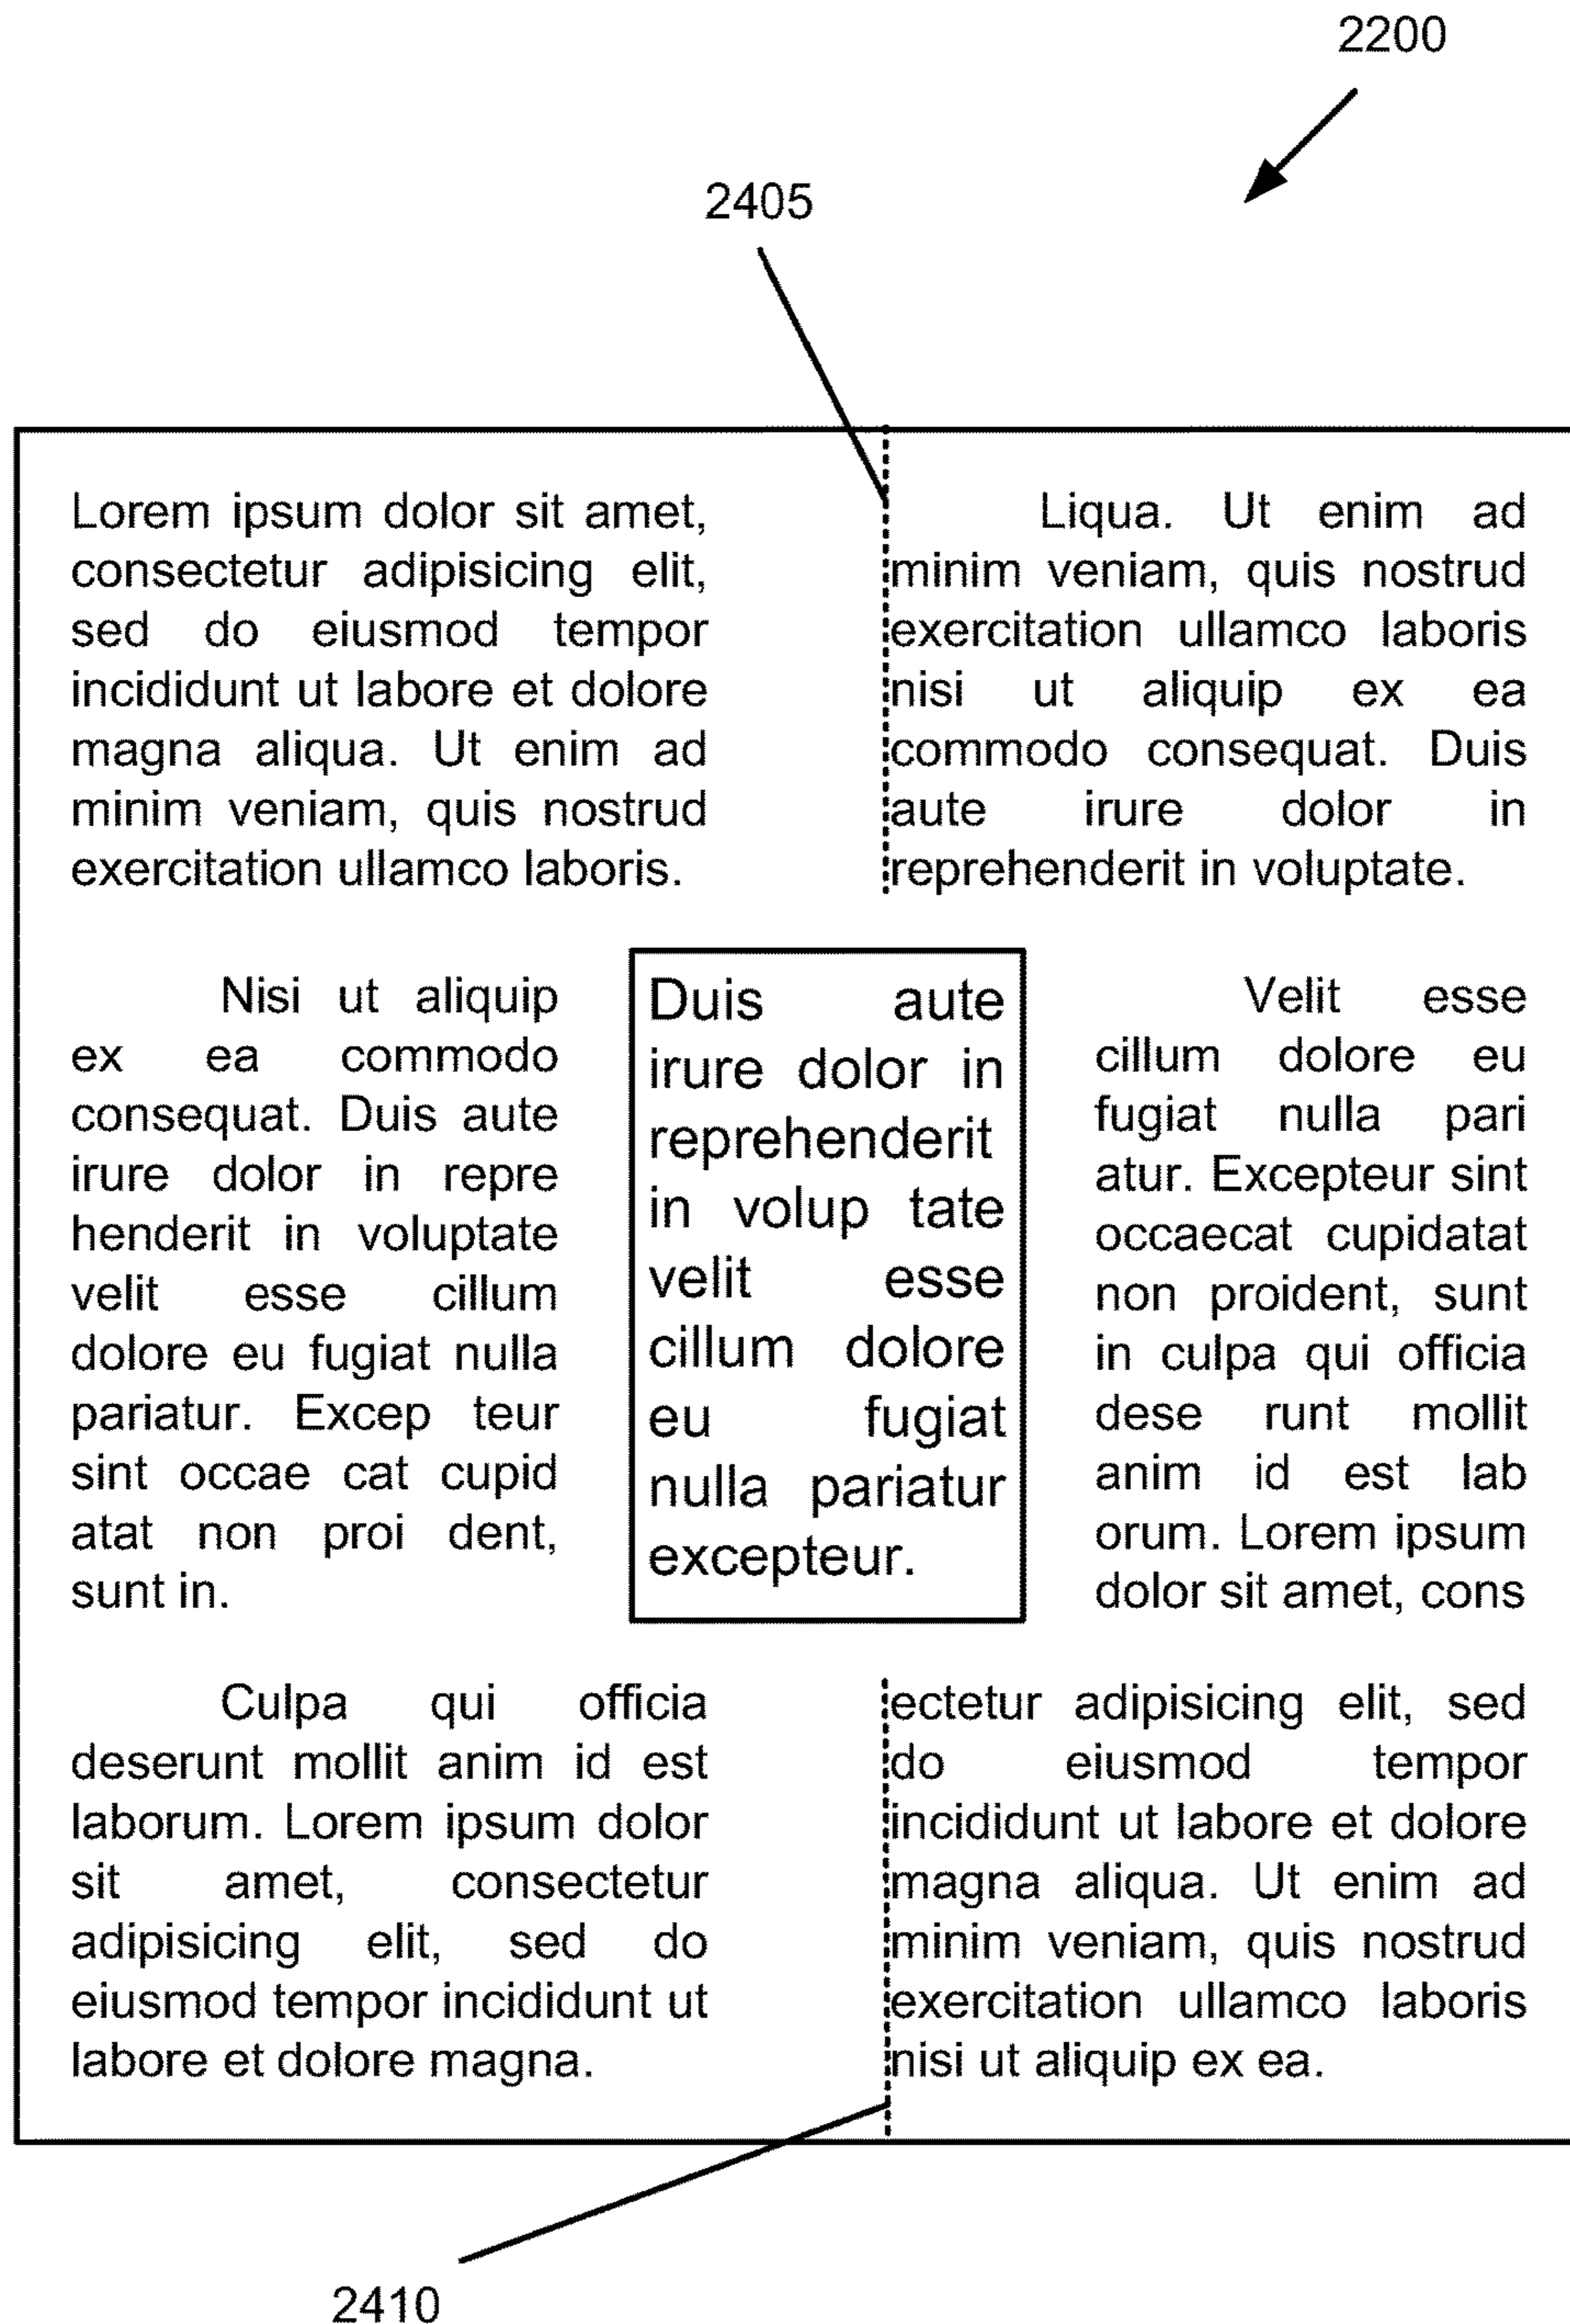 2200
2405
Lorem ipsum dolor sit amet,
consectetur adipisicing elit,
sed do eiusmod tempor
incididunt ut labore et dolore
magna aliqua. Ut enim ad
minim veniam, quis nostrud
exercitation ullamco laboris.
Nisi ut aliquip
ex ea commodo
consequat. Duis aute
irure dolor in repre
henderit in voluptate
velit esse cillum
dolore eu fugiat nulla
pariatur. Excep teur
sint occae cat cupid
atat non proi dent,
sunt in.
Culpa qui officia
deserunt mollit anim id est
laborum. Lorem ipsum dolor
sit amet, consectetur
adipisicing elit, sed do
eiusmod tempor incididunt ut
labore et dolore magna.
Duis aute
irure dolor in
reprehenderit
in volup tate
velit esse
cillum dolore
eu fugiat
nulla pariatur
excepteur.
Liqua. Ut enim ad
minim veniam, quis nostrud
exercitation ullamco laboris
nisi ut aliquip ex ea
commodo consequat. Duis
aute irure dolor in
reprehenderit in voluptate.
Velit esse
cillum dolore eu
fugiat nulla pari
atur. Excepteur sint
occaecat cupidatat
non proident, sunt
in culpa qui officia
dese runt mollit
anim id est lab
orum. Lorem ipsum
dolor sit amet, cons
ectetur adipisicing elit, sed
do eiusmod tempor
incididunt ut labore et dolore
magna aliqua. Ut enim ad
minim veniam, quis nostrud
exercitation ullamco laboris
nisi ut aliquip ex ea.
2410